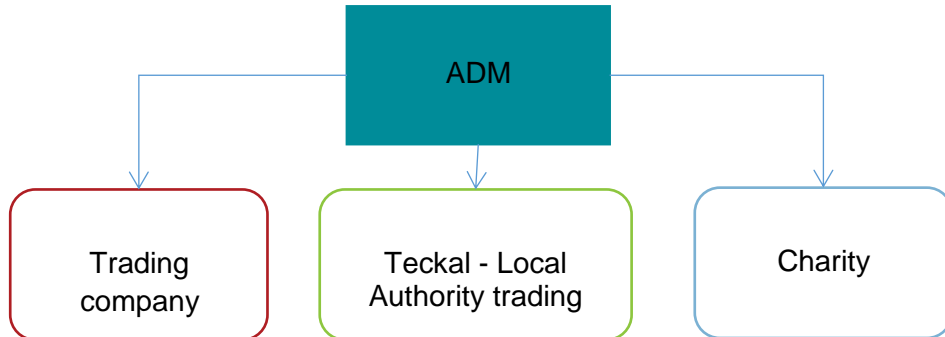 ADM
Trading
company
Teckal - Local
Authority trading
Charity